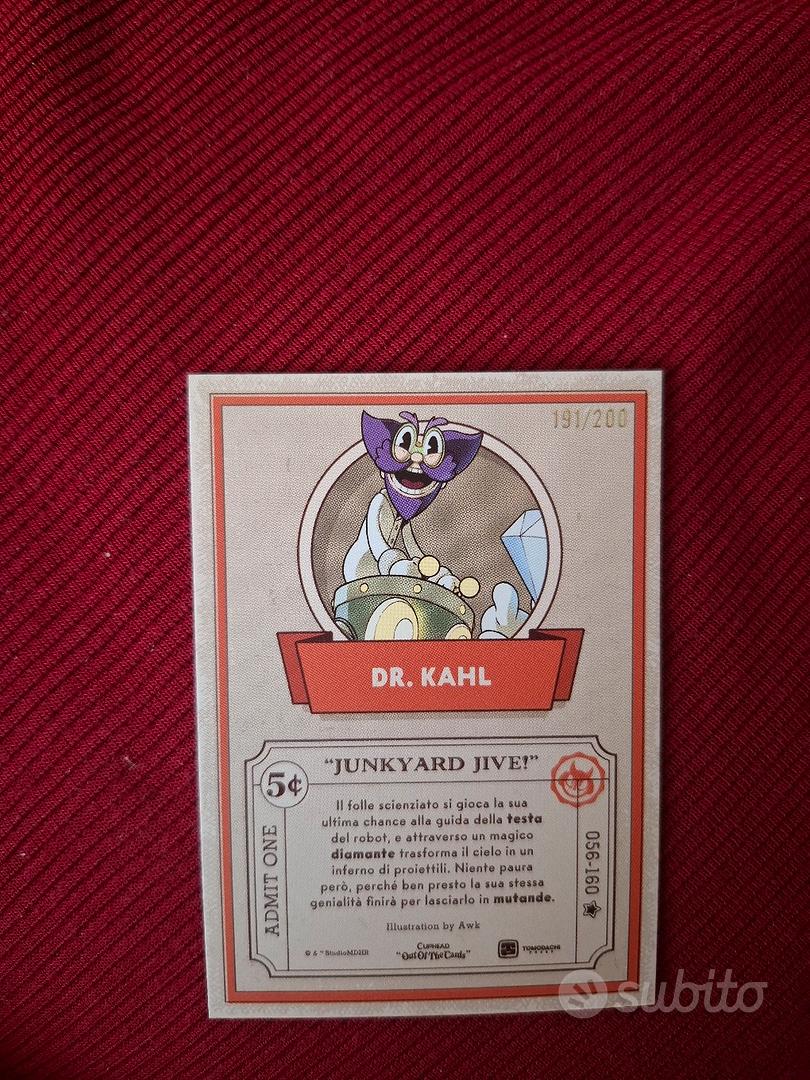 191/200
DR. KAHL
"JUNKYARD JIVE!"
5¢
ADMIT ONE
Il folle scienziato si gioca la sua
ultima chance alla guida della testa
del robot, e attraverso un magico
diamante trasforma il cielo in un
inferno di proiettili. Niente paura
però, perché ben presto la sua stessa
genialità finirà per lasciarlo in mutande.
056-160
Illustration by Awk
© & ™ StudioMDHR
CUPHEAD
"Out Of The Cards"
TOMODACHI
subito